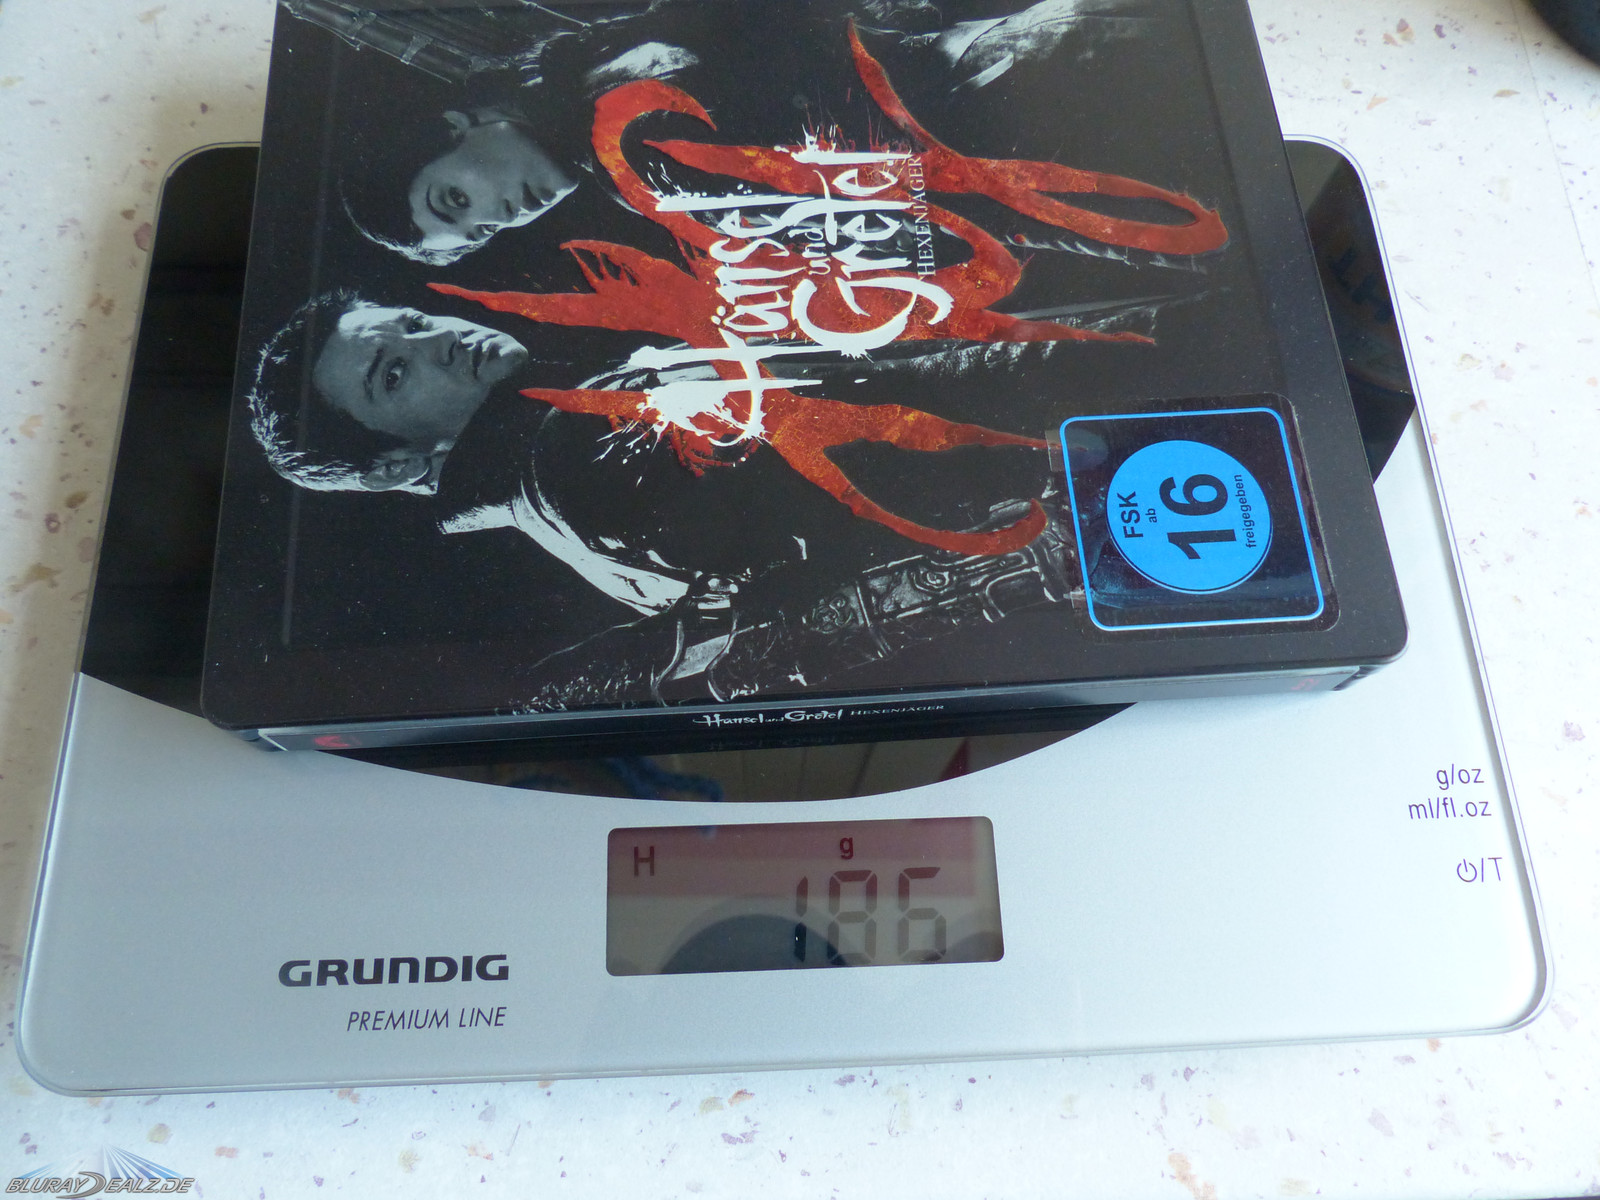 Hänsel
und
Gretel
HEXENJÄGER
FSK
ab
16
freigegeben
Hänsel und Gretel HEXENJÄGER
g/oz
ml/fl.oz
⏻/T
H g
186
GRUNDIG
PREMIUM LINE
BLURAYDEALZ.DE